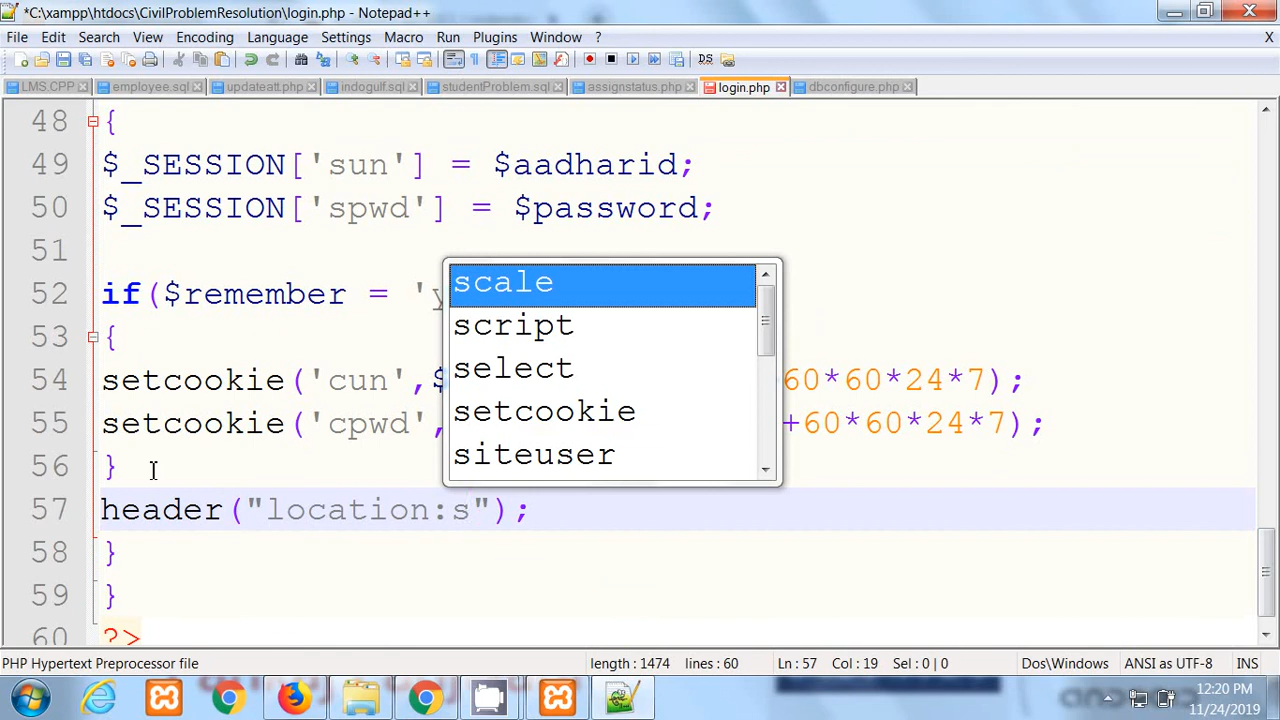 *C:\xampp\htdocs\CivilProblemResolution\login.php - Notepad++
File Edit Search View Encoding Language Settings Macro Run Plugins Window ? X
LMS.CPP employee.sql updateatt.php indogulf.sql studentProblem.sql assignstatus.php login.php dbconfigure.php
48 {
49 $_SESSION['sun'] = $aadharid;
50 $_SESSION['spwd'] = $password;
51
52 if($remember = '
53 {
54 setcookie('cun',$ 60*60*24*7);
55 setcookie('cpwd', +60*60*24*7);
56 }
57 header("location:s");
58 }
59 }
60 ?>
scale
script
select
setcookie
siteuser
PHP Hypertext Preprocessor file length : 1474 lines : 60 Ln : 57 Col : 19 Sel : 0 | 0 Dos\Windows ANSI as UTF-8 INS
12:20 PM
11/24/2019